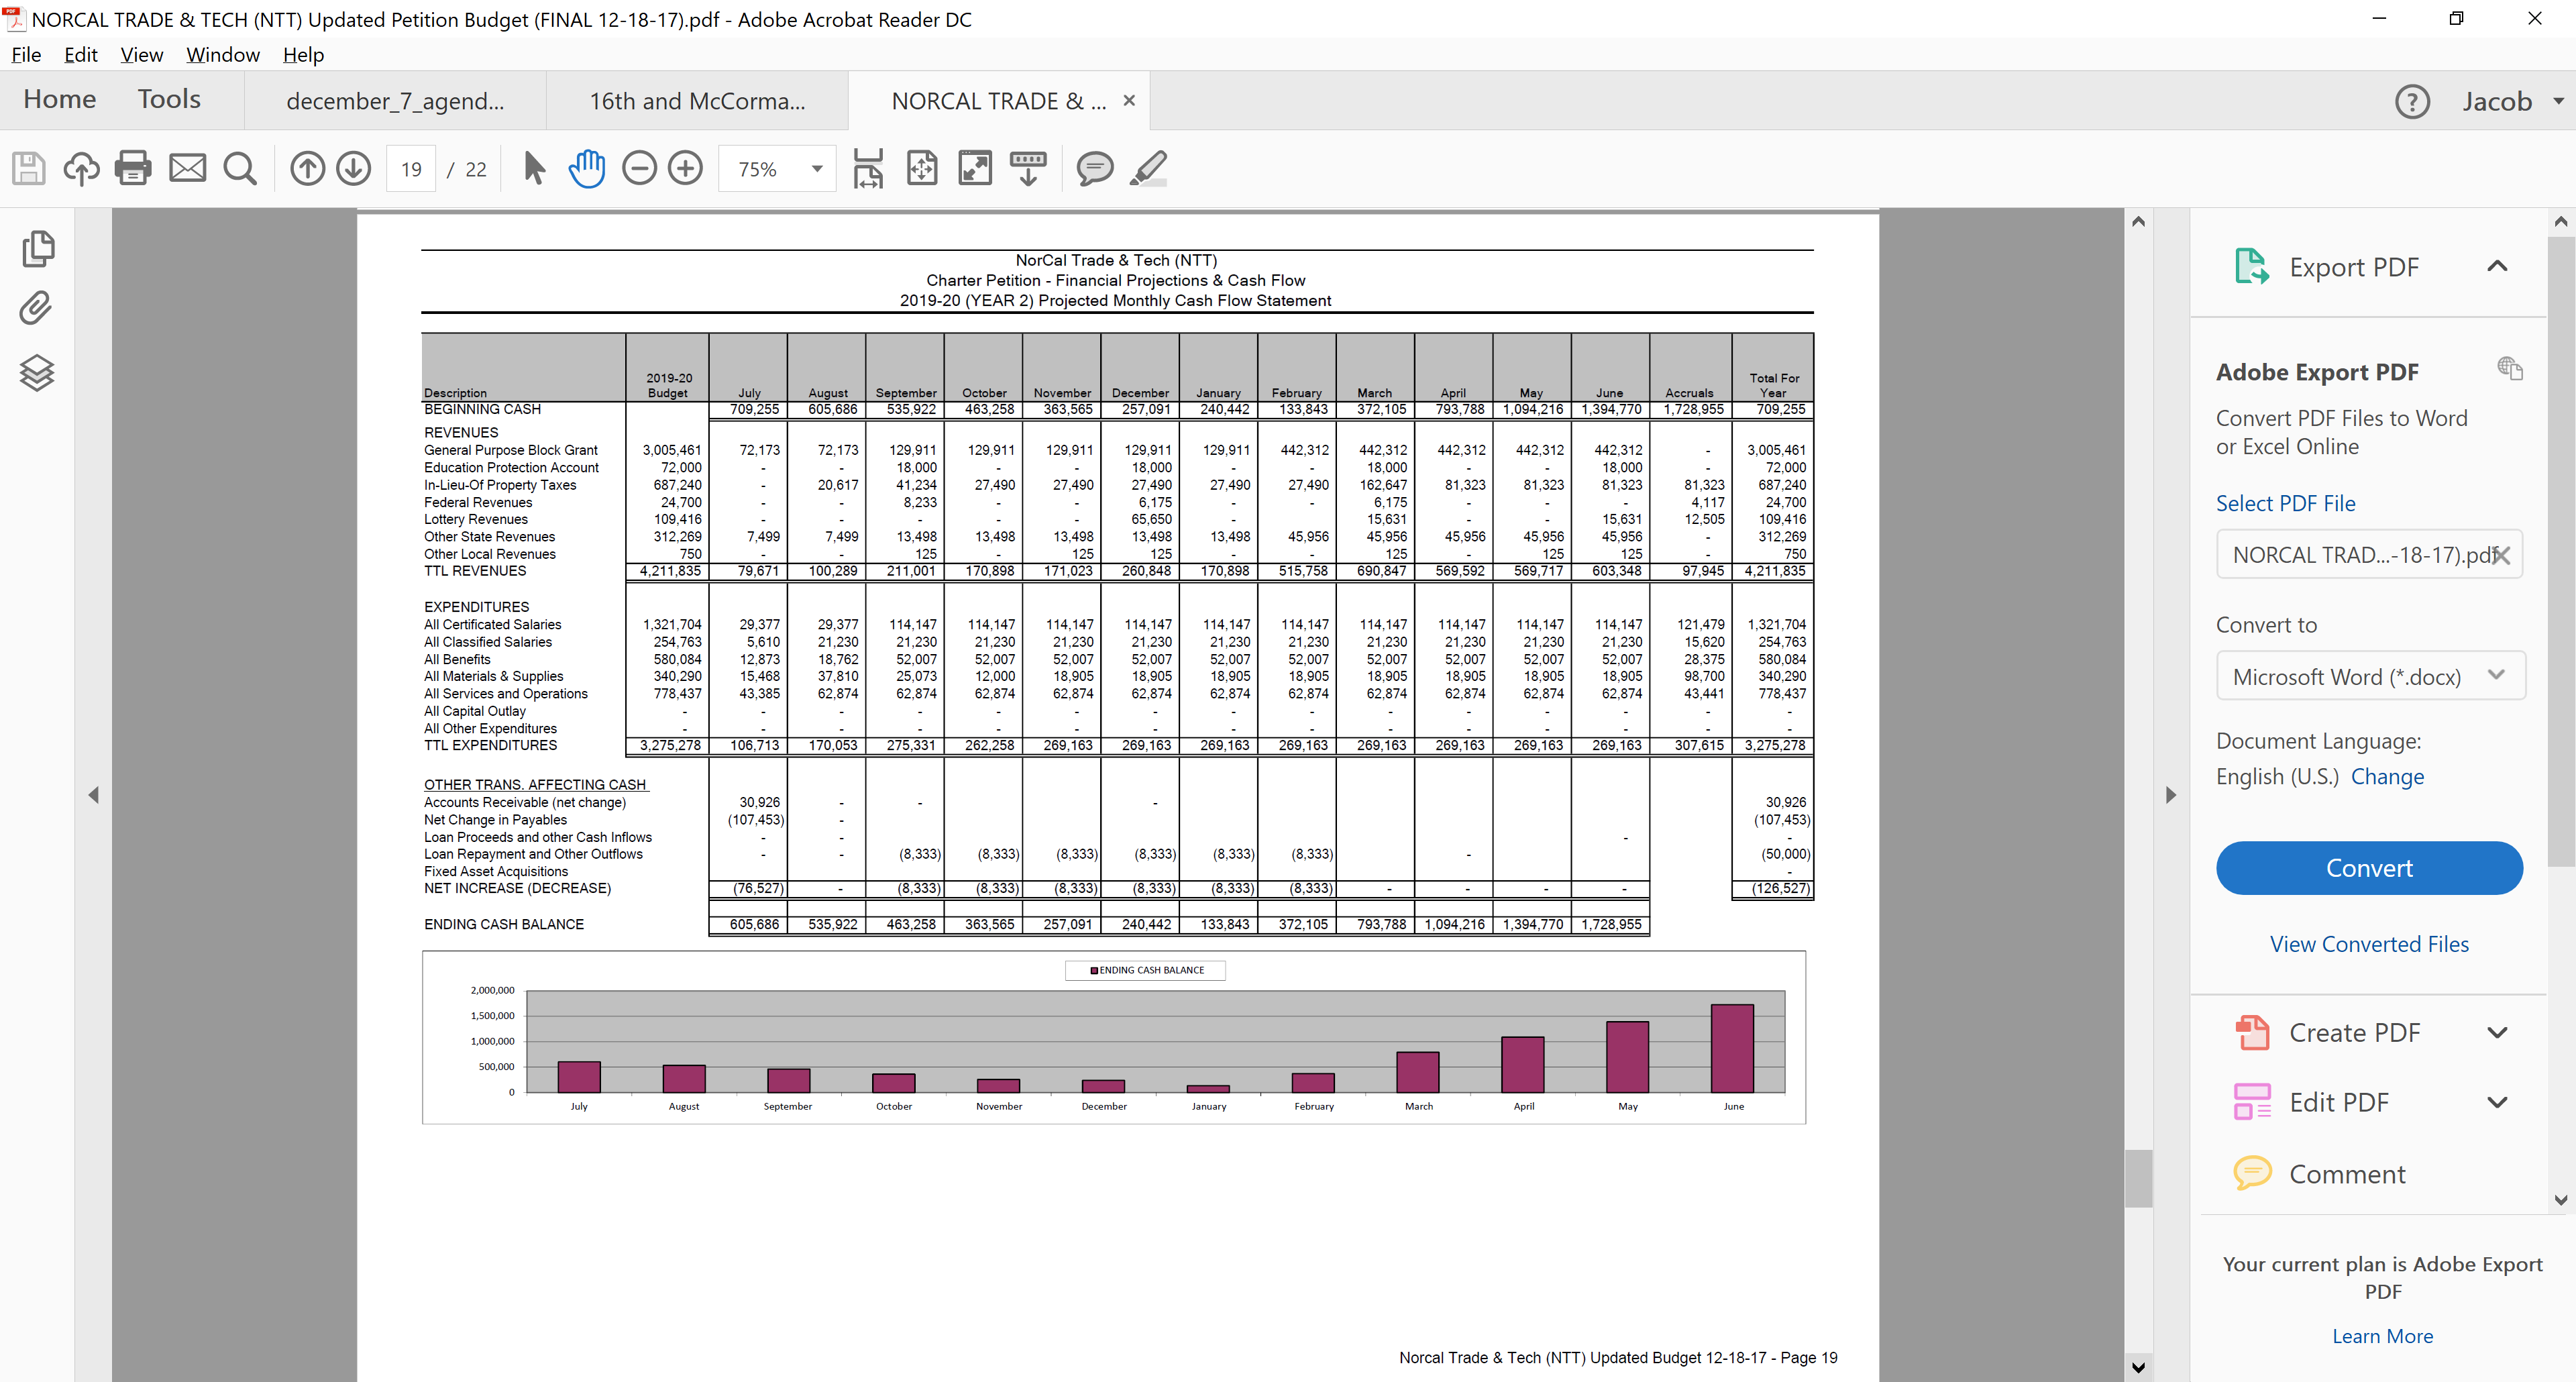 NORCAL TRADE & TECH (NTT) Updated Petition Budget (FINAL 12-18-17).pdf - Adobe Acrobat Reader DC
File Edit View Window Help
Home Tools december_7_agend... 16th and McCorma... NORCAL TRADE & ... × ? Jacob
19 / 22 75%
NorCal Trade & Tech (NTT)
Charter Petition - Financial Projections & Cash Flow
2019-20 (YEAR 2) Projected Monthly Cash Flow Statement
Description 2019-20 Budget July August September October November December January February March April May June Accruals Total For Year
BEGINNING CASH 709,255 605,686 535,922 463,258 363,565 257,091 240,442 133,843 372,105 793,788 1,094,216 1,394,770 1,728,955 709,255
REVENUES
General Purpose Block Grant 3,005,461 72,173 72,173 129,911 129,911 129,911 129,911 129,911 442,312 442,312 442,312 442,312 442,312 - 3,005,461
Education Protection Account 72,000 - - 18,000 - - 18,000 - - 18,000 - - 18,000 - 72,000
In-Lieu-Of Property Taxes 687,240 - 20,617 41,234 27,490 27,490 27,490 27,490 27,490 162,647 81,323 81,323 81,323 81,323 687,240
Federal Revenues 24,700 - - 8,233 - - 6,175 - - 6,175 - - - 4,117 24,700
Lottery Revenues 109,416 - - - - - 65,650 - 15,631 - - 15,631 12,505 109,416
Other State Revenues 312,269 7,499 7,499 13,498 13,498 13,498 13,498 13,498 45,956 45,956 45,956 45,956 45,956 - 312,269
Other Local Revenues 750 - - 125 - 125 125 - - 125 - 125 125 - 750
TTL REVENUES 4,211,835 79,671 100,289 211,001 170,898 171,023 260,848 170,898 515,758 690,847 569,592 569,717 603,348 97,945 4,211,835
EXPENDITURES
All Certificated Salaries 1,321,704 29,377 29,377 114,147 114,147 114,147 114,147 114,147 114,147 114,147 114,147 114,147 114,147 121,479 1,321,704
All Classified Salaries 254,763 5,610 21,230 21,230 21,230 21,230 21,230 21,230 21,230 21,230 21,230 21,230 21,230 15,620 254,763
All Benefits 580,084 12,873 18,762 52,007 52,007 52,007 52,007 52,007 52,007 52,007 52,007 52,007 52,007 28,375 580,084
All Materials & Supplies 340,290 15,468 37,810 25,073 12,000 18,905 18,905 18,905 18,905 18,905 18,905 18,905 18,905 98,700 340,290
All Services and Operations 778,437 43,385 62,874 62,874 62,874 62,874 62,874 62,874 62,874 62,874 62,874 62,874 62,874 43,441 778,437
All Capital Outlay - - - - - - - - - - - - - - -
All Other Expenditures - - - - - - - - - - - - - - -
TTL EXPENDITURES 3,275,278 106,713 170,053 275,331 262,258 269,163 269,163 269,163 269,163 269,163 269,163 269,163 269,163 307,615 3,275,278
OTHER TRANS. AFFECTING CASH
Accounts Receivable (net change) 30,926 - - - 30,926
Net Change in Payables (107,453) - (107,453)
Loan Proceeds and other Cash Inflows - - - -
Loan Repayment and Other Outflows - - (8,333) (8,333) (8,333) (8,333) (8,333) (8,333) - (50,000)
Fixed Asset Acquisitions -
NET INCREASE (DECREASE) (76,527) - (8,333) (8,333) (8,333) (8,333) (8,333) (8,333) - - - - (126,527)
ENDING CASH BALANCE 605,686 535,922 463,258 363,565 257,091 240,442 133,843 372,105 793,788 1,094,216 1,394,770 1,728,955
ENDING CASH BALANCE
2,000,000
1,500,000
1,000,000
500,000
0
July August September October November December January February March April May June
Norcal Trade & Tech (NTT) Updated Budget 12-18-17 - Page 19
Export PDF
Adobe Export PDF
Convert PDF Files to Word
or Excel Online
Select PDF File
NORCAL TRAD...-18-17).pdf
Convert to
Microsoft Word (*.docx)
Document Language:
English (U.S.) Change
Convert
View Converted Files
Create PDF
Edit PDF
Comment
Your current plan is Adobe Export
PDF
Learn More